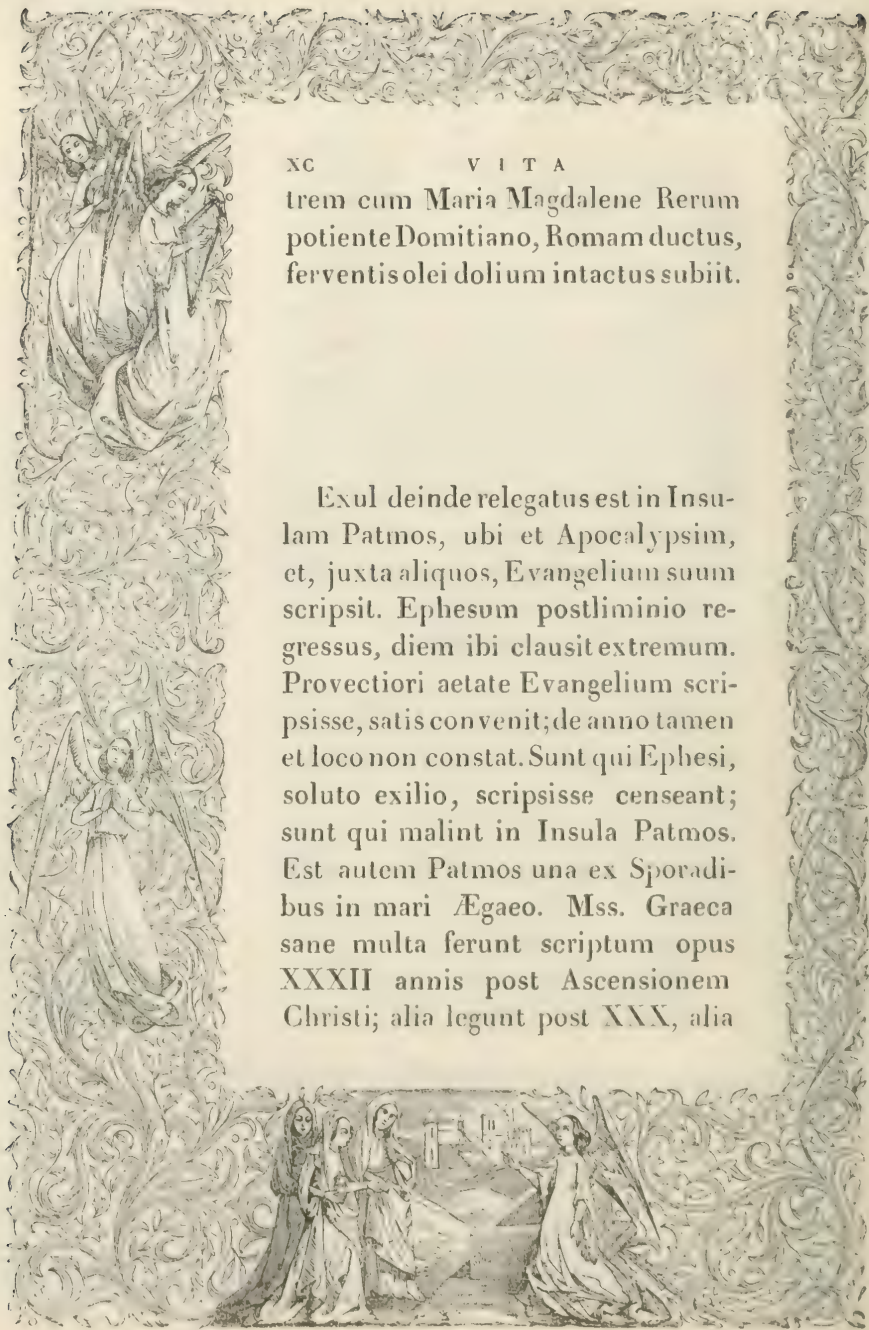 XC VITA
trem cum Maria Magdalene Rerum
potiente Domitiano, Romam ductus,
ferventis olei dolium intactus subiit.
Exul deinde relegatus est in Insu-
lam Patmos, ubi et Apocalypsim,
et, juxta aliquos, Evangelium suum
scripsit. Ephesum postliminio re-
gressus, diem ibi clausit extremum.
Provectiori aetate Evangelium scri-
psisse, satis convenit; de anno tamen
et loco non constat. Sunt qui Ephesi,
soluto exilio, scripsisse censeant;
sunt qui malint in Insula Patmos.
Est autem Patmos una ex Sporadi-
bus in mari Ægaeo. Mss. Graeca
sane multa ferunt scriptum opus
XXXII annis post Ascensionem
Christi; alia legunt post XXX, alia